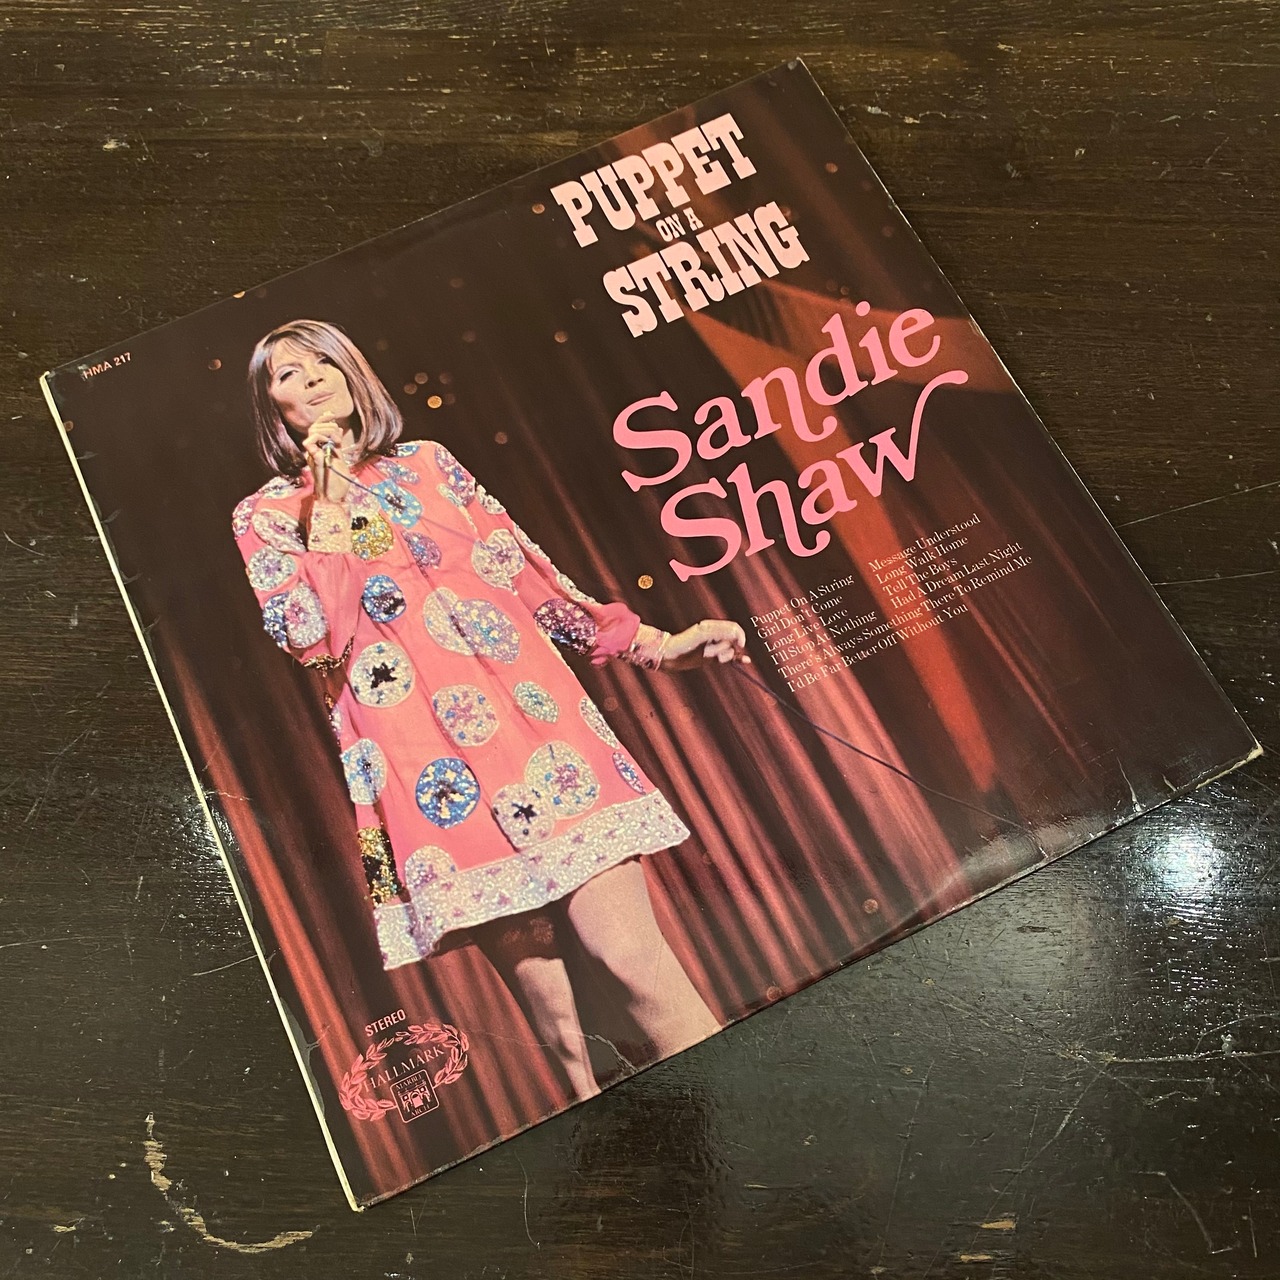 HMA 217
PUPPET
ON A
STRING
Sandie
Shaw
Puppet On A String
Girl Don't Come
Long Live Love
I'll Stop At Nothing
There's Always Something There To Remind Me
I'd Be Far Better Off Without You
Message Understood
Long Walk Home
Tell The Boys
Had A Dream Last Night
STEREO
HALLMARK
MARBLE
ARCH